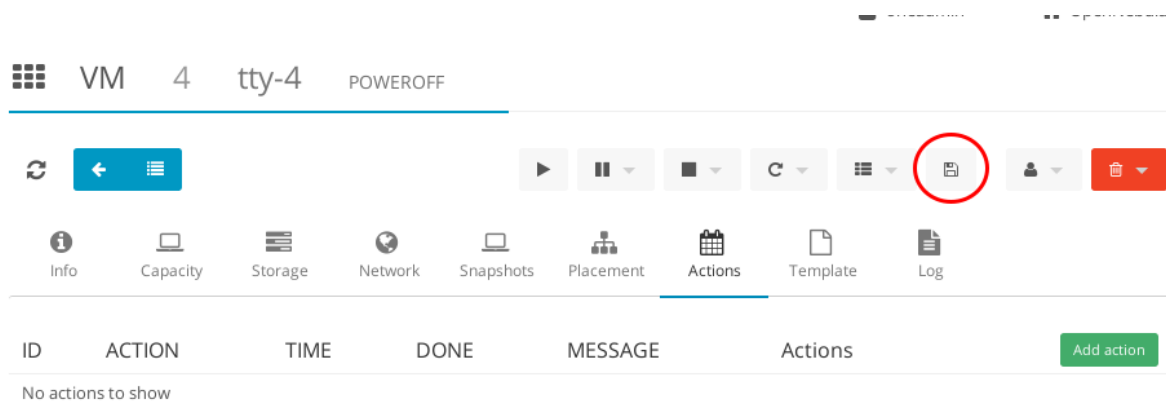 VM 4 tty-4 POWEROFF
Info Capacity Storage Network Snapshots Placement Actions Template Log
ID ACTION TIME DONE MESSAGE Actions Add action
No actions to show